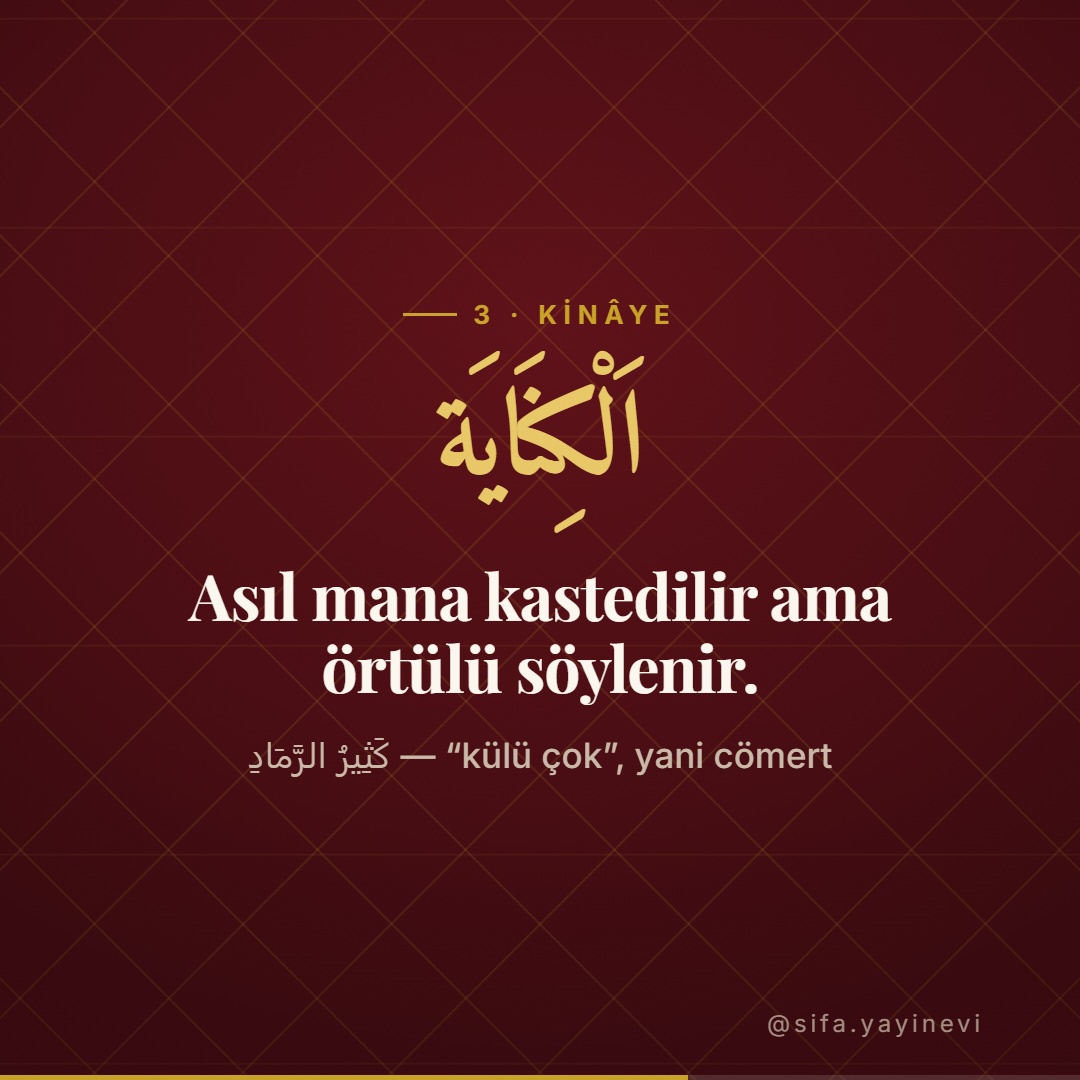 3 · KİNÂYE
اَلْكِنَايَة
Asıl mana kastedilir ama
örtülü söylenir.
كَثِيرُ الرَّمَادِ — “külü çok”, yani cömert
@sifa.yayinevi